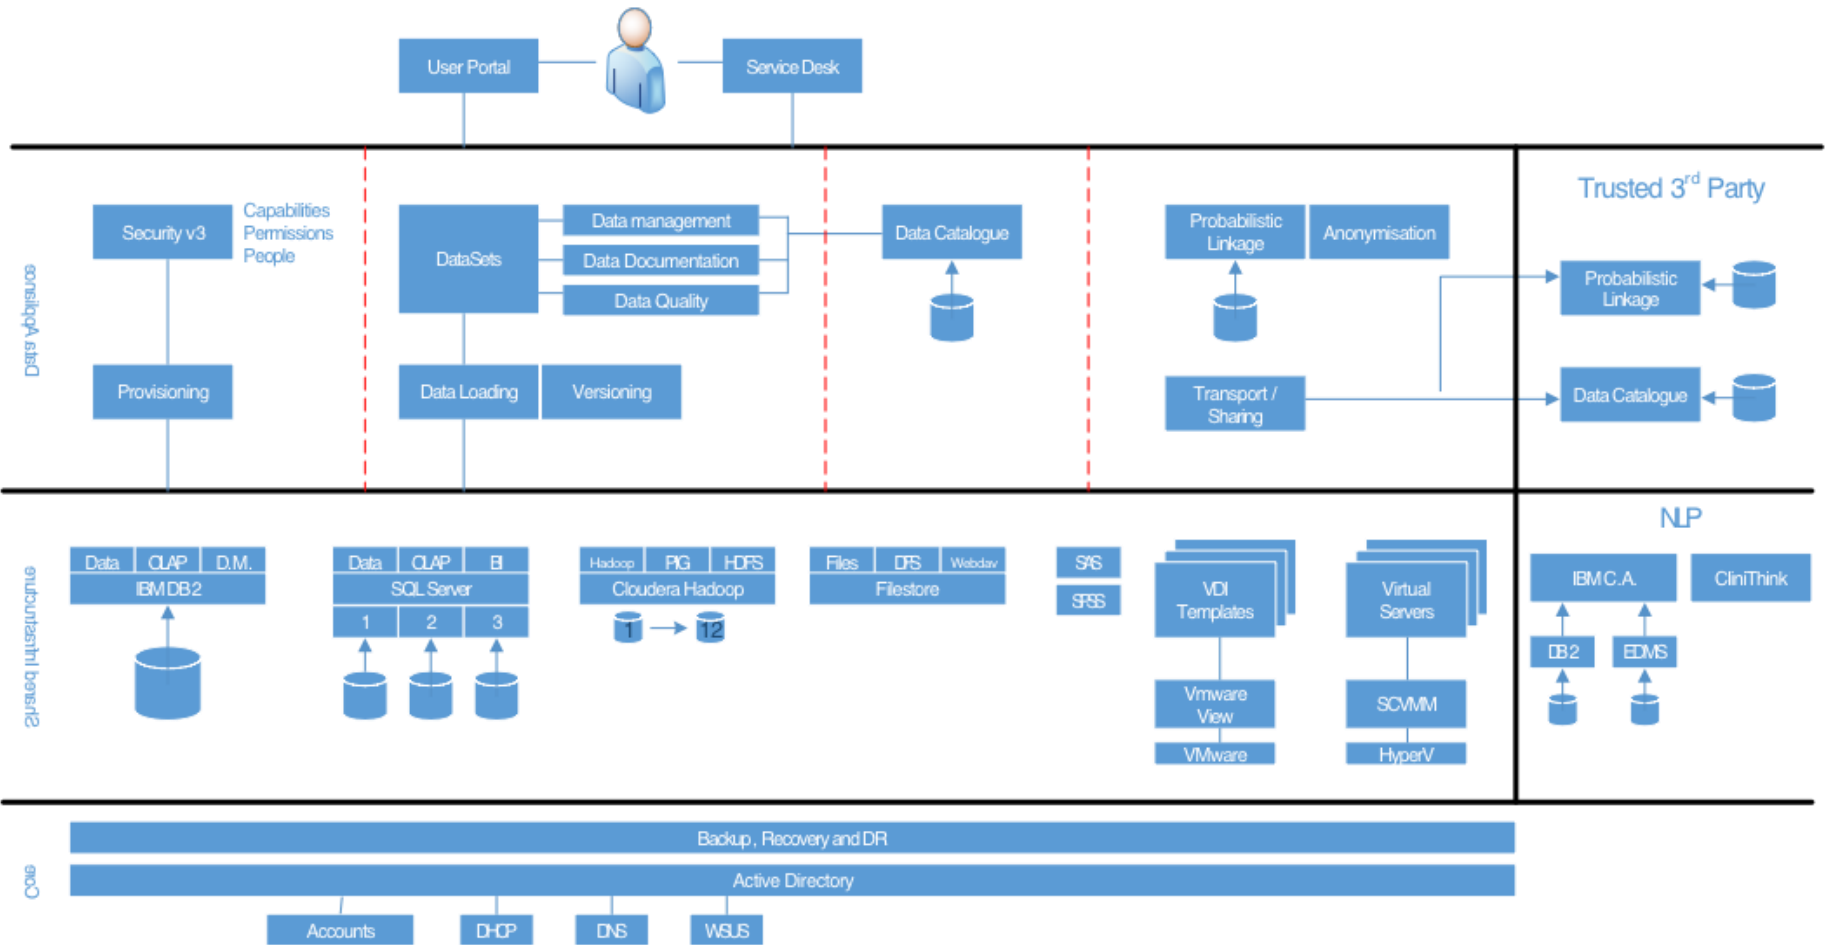 User Portal
Service Desk
Trusted 3rd Party
Data Appliances
Security v3
Capabilities
Permissions
People
DataSets
Data management
Data Documentation
Data Quality
Data Catalogue
Probabilistic
Linkage
Anonymisation
Probabilistic
Linkage
Provisioning
Data Loading
Versioning
Transport /
Sharing
Data Catalogue
Shared Infrastructure
Data OLAP D.M.
IBM DB2
Data OLAP BI
SQL Server
1 2 3
Hadoop PIG HDFS
Cloudera Hadoop
1 12
Files DFS Webdav
Filestore
SAS
SPSS
VDI
Templates
Vmware
View
VMware
Virtual
Servers
SCVMM
HyperV
NLP
IBM C.A.
CliniThink
DB2
EDMS
Core
Backup, Recovery and DR
Active Directory
Accounts
DHCP
DNS
WSUS